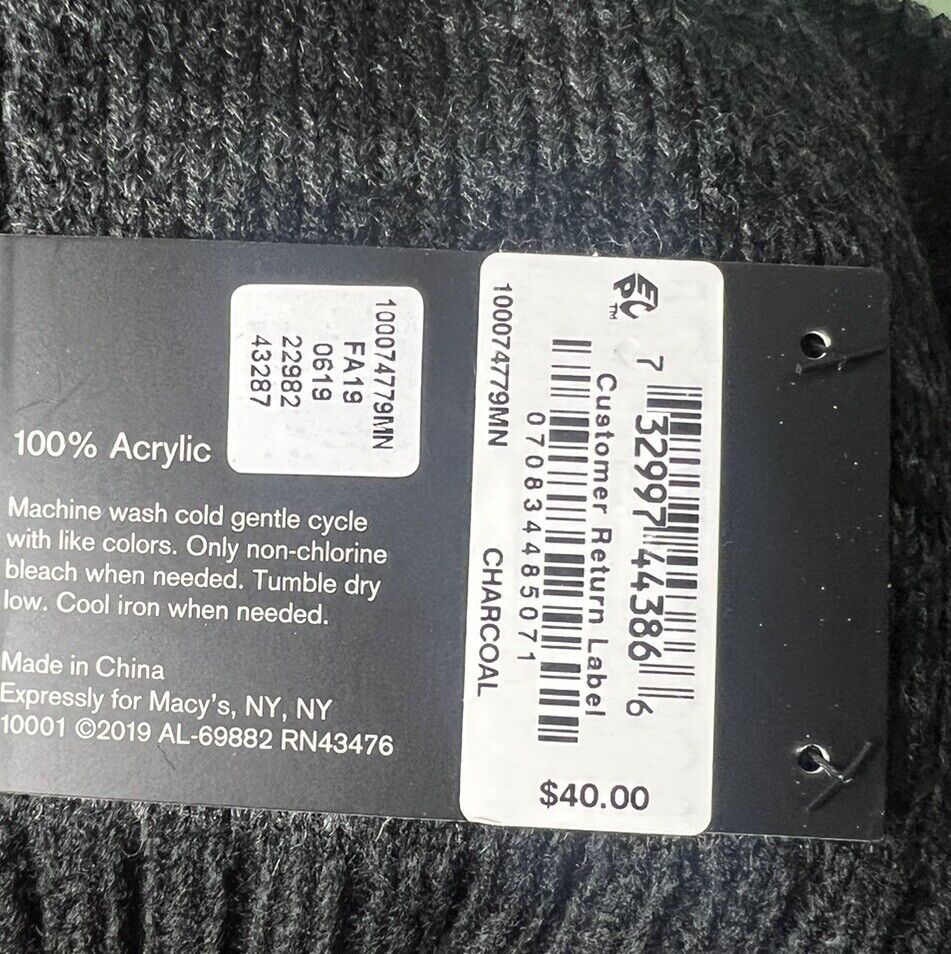 100074779MN
FA19
0619
22982
43287
100% Acrylic
Machine wash cold gentle cycle
with like colors. Only non-chlorine
bleach when needed. Tumble dry
low. Cool iron when needed.
Made in China
Expressly for Macy's, NY, NY
10001 ©2019 AL-69882 RN43476
ECP™
7 32997 44386 6
Customer Return Label
070834485071
100074779MN CHARCOAL
$40.00